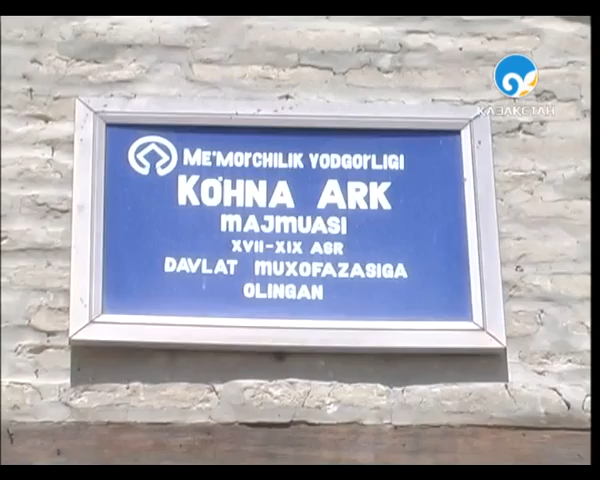 ҚАЗАҚСТАН
ME'MORCHILIK YODGORLIGI
KO'HNA ARK
MAJMUASI
XVII-XIX ASR
DAVLAT MUXOFAZASIGA
OLINGAN